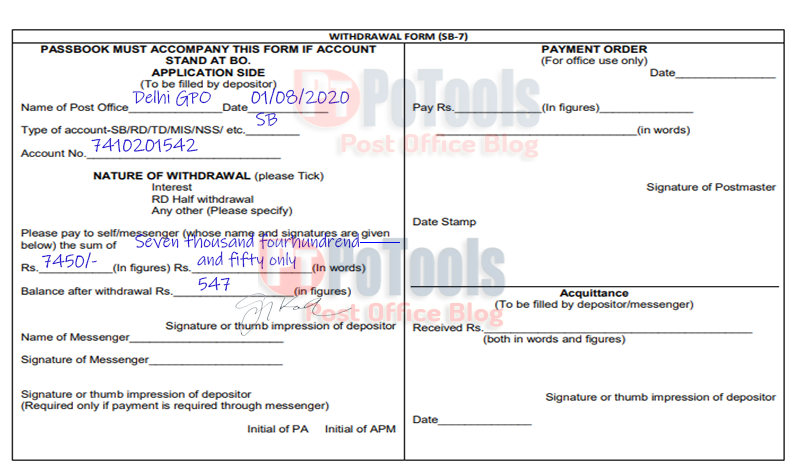 WITHDRAWAL FORM (SB-7)
PASSBOOK MUST ACCOMPANY THIS FORM IF ACCOUNT
STAND AT BO.
APPLICATION SIDE
(To be filled by depositor)
Name of Post Office Delhi GPO Date 01/08/2020
Type of account-SB/RD/TD/MIS/NSS/ etc. SB
Account No. 7410201542
NATURE OF WITHDRAWAL (please Tick)
Interest
RD Half withdrawal
Any other (Please specify)
Please pay to self/messenger (whose name and signatures are given
below) the sum of Seven thousand fourhundrena
Rs. 7450/- (In figures) Rs. and fifty only (In words)
Balance after withdrawal Rs. 547 (in figures)
Signature or thumb impression of depositor
Name of Messenger
Signature of Messenger
Signature or thumb impression of depositor
(Required only if payment is required through messenger)
Initial of PA Initial of APM
PAYMENT ORDER
(For office use only)
Date
Pay Rs. (In figures)
(in words)
Signature of Postmaster
Date Stamp
Acquittance
(To be filled by depositor/messenger)
Received Rs.
(both in words and figures)
Signature or thumb impression of depositor
Date
PT PoTools
Post Office Blog
PT PoTools
Post Office Blog